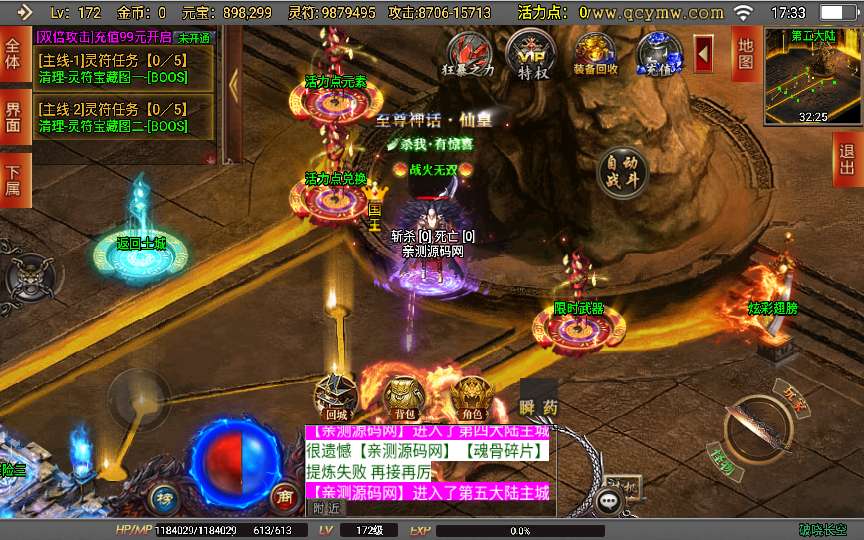 Lv: 172 金币: 0 元宝: 898,299 灵符:9879495 攻击:8706-15713 活力点: 0
www.qcymw.com
17:33
全体
界面
下属
[双倍攻击]充值99元开启 未开通
[主线-1]灵符任务【0/5】
清理-灵符宝藏图一-[BOOS]
[主线-2]灵符任务【0/5】
清理-灵符宝藏图二-[BOOS]
狂暴之力
VIP
特权
装备回收
充值
地图
第五大陆
32:25
退出
活力点元素
至尊神话·仙皇
杀我·有惊喜
战火无双
自动战斗
活力点兑换
国王
斩杀 [0] 死亡 [0]
亲测源码网
返回土城
限时武器
炫彩翅膀
回城
背包
角色
瞬药
玩家
怪物
榜
商
【亲测源码网】进入了第四大陆主城
很遗憾【亲测源码网】【魂骨碎片】
提炼失败 再接再厉
【亲测源码网】进入了第五大陆主城
附近
HP/MP 1184029/1184029 613/613 LV 172级 EXP 0.0%
破晓长空